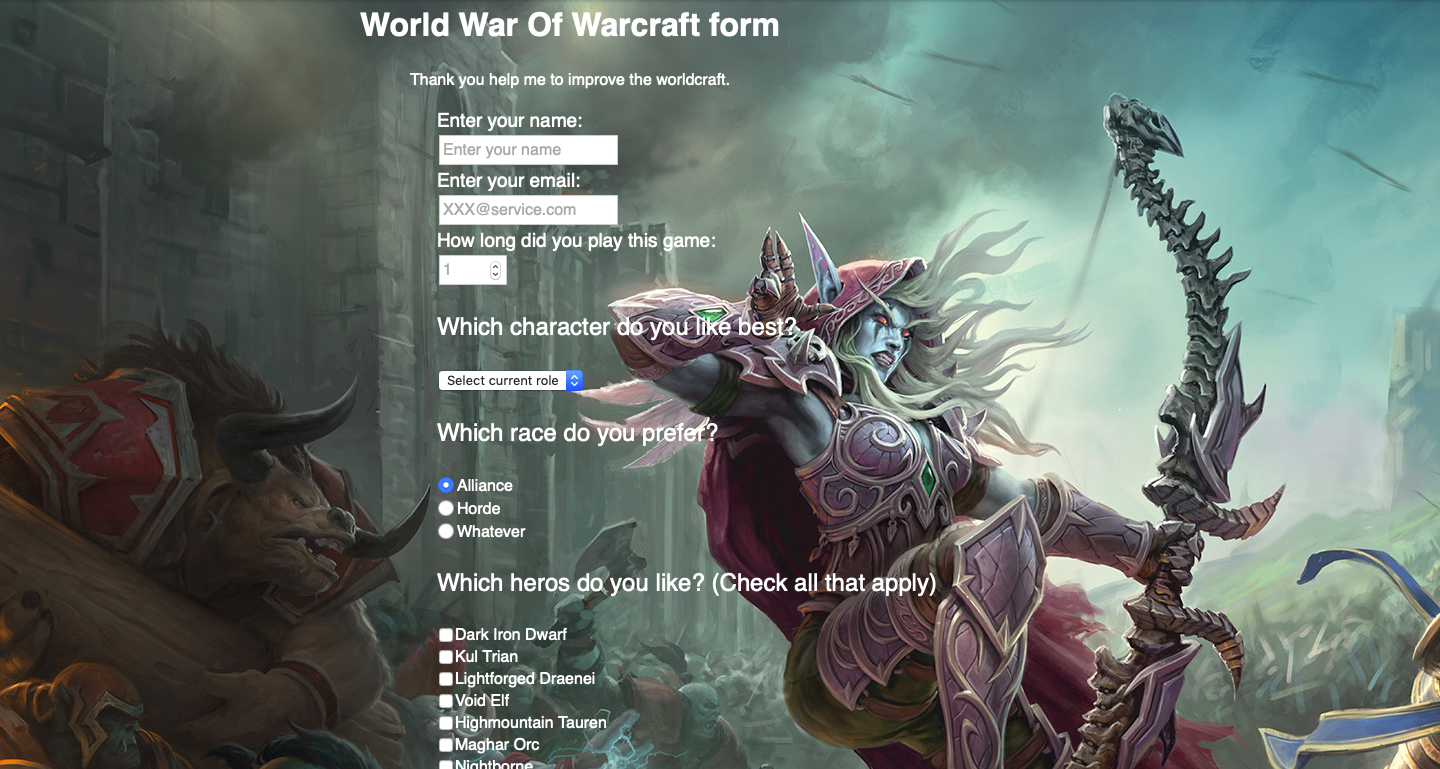 World War Of Warcraft form
Thank you help me to improve the worldcraft.
Enter your name:
Enter your name
Enter your email:
XXX@service.com
How long did you play this game:
1
Which character do you like best?
Select current role
Which race do you prefer?
Alliance
Horde
Whatever
Which heros do you like? (Check all that apply)
Dark Iron Dwarf
Kul Trian
Lightforged Draenei
Void Elf
Highmountain Tauren
Maghar Orc
Nightborne